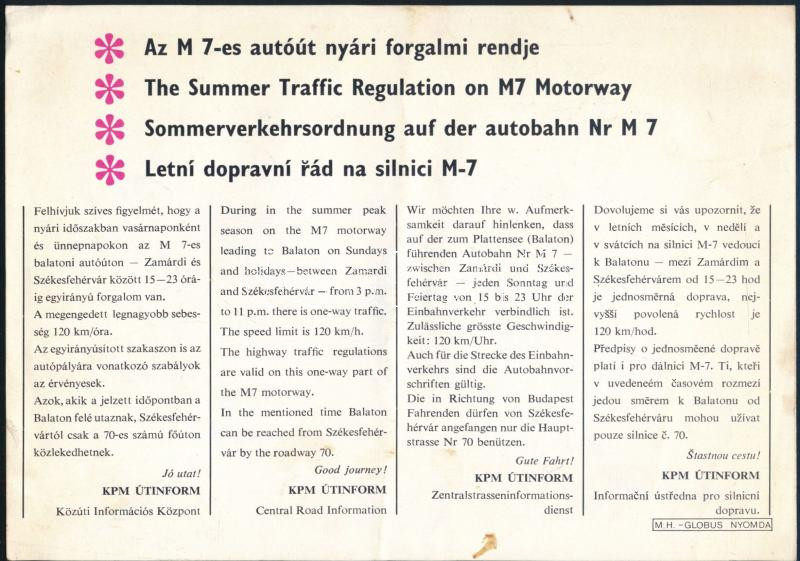 Az M 7-es autóút nyári forgalmi rendje
The Summer Traffic Regulation on M7 Motorway
Sommerverkehrsordnung auf der autobahn Nr M 7
Letní dopravní řád na silnici M-7
Felhívjuk szíves figyelmét, hogy a
nyári időszakban vasárnaponként
és ünnepnapokon az M 7-es
balatoni autóúton – Zamárdi és
Székesfehérvár között 15—23 órá-
ig egyirányú forgalom van.
A megengedett legnagyobb sebes-
ség 120 km/óra.
Az egyirányúsított szakaszon is az
autópályára vonatkozó szabályok
az érvényesek.
Azok, akik a jelzett időpontban a
Balaton felé utaznak, Székesfehér-
vártól csak a 70-es számú főúton
közlekedhetnek.
Jó utat!
KPM ÚTINFORM
Közúti Információs Központ
During in the summer peak
season on the M7 motorway
leading to Balaton on Sundays
and holidays—between Zamardi
and Székesfehérvár – from 3 p.m.
to 11 p.m. there is one-way traffic.
The speed limit is 120 km/h.
The highway traffic regulations
are valid on this one-way part of
the M7 motorway.
In the mentioned time Balaton
can be reached from Székesfehér-
vár by the roadway 70.
Good journey!
KPM ÚTINFORM
Central Road Information
Wir möchten Ihre w. Aufmerk-
samkeit darauf hinlenken, dass
auf der zum Plattensee (Balaton)
führenden Autobahn Nr M 7 –
zwischen Zamárdi und Székes-
fehérvár – jeden Sonntag und
Feiertag von 15 bis 23 Uhr der
Einbahnverkehr verbindlich ist.
Zulässliche grösste Geschwindig-
keit: 120 km/Uhr.
Auch für die Strecke des Einbahn-
verkehrs sind die Autobahnvor-
schriften gültig.
Die in Richtung von Budapest
Fahrenden dürfen von Székesfe-
hérvár angefangen nur die Haupt-
strasse Nr 70 benützen.
Gute Fahrt!
KPM ÚTINFORM
Zentralstrasseninformations-
dienst
Dovolujeme si vás upozornit, že
v letních měsících, v neděli a
v svátcích na silnici M-7 vedoucí
k Balatonu – mezi Zamárdim a
Székesfehérvárem od 15—23 hod
je jednosměrná doprava, nej-
vyšší povolená rychlost je
120 km/hod.
Předpisy o jednosměené dopravě
platí i pro dálnici M-7. Ti, kteří
v uvedeneém časovém rozmezí
jedou směrem k Balatonu od
Székesfehérváru mohou užívat
pouze silnice č. 70.
Štastnou cestu!
KPM ÚTINFORM
Informační ústředna pro silnicní
dopravu.
M.H.-GLOBUS NYOMDA